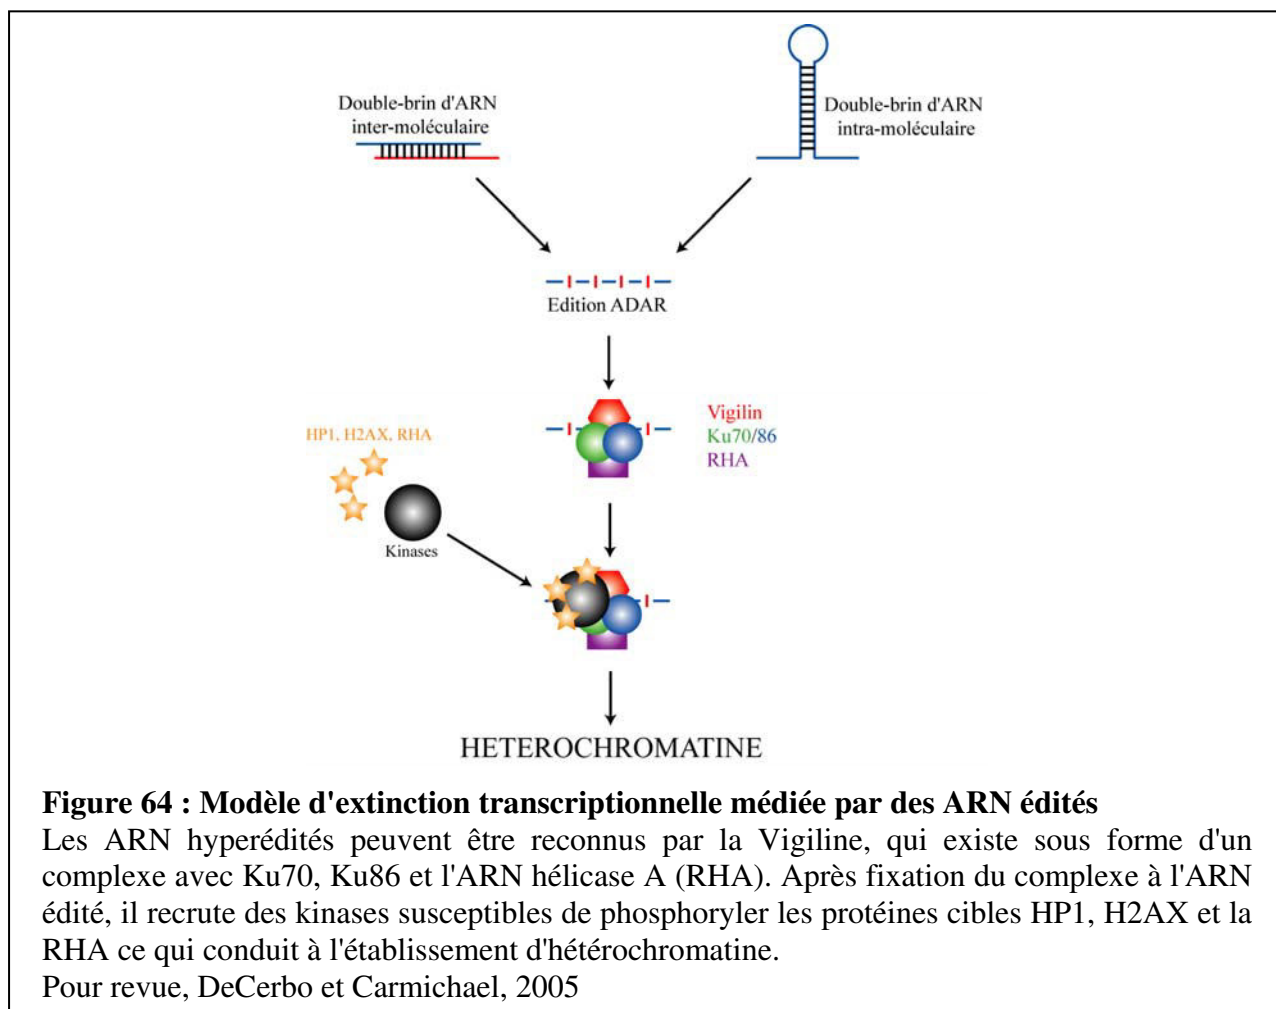 Double-brin d'ARN
inter-moléculaire
Double-brin d'ARN
intra-moléculaire
Edition ADAR
Vigilin
Ku70/86
RHA
HP1, H2AX, RHA
Kinases
HETEROCHROMATINE
Figure 64 : Modèle d'extinction transcriptionnelle médiée par des ARN édités
Les ARN hyperédités peuvent être reconnus par la Vigiline, qui existe sous forme d'un
complexe avec Ku70, Ku86 et l'ARN hélicase A (RHA). Après fixation du complexe à l'ARN
édité, il recrute des kinases susceptibles de phosphoryler les protéines cibles HP1, H2AX et la
RHA ce qui conduit à l'établissement d'hétérochromatine.
Pour revue, DeCerbo et Carmichael, 2005